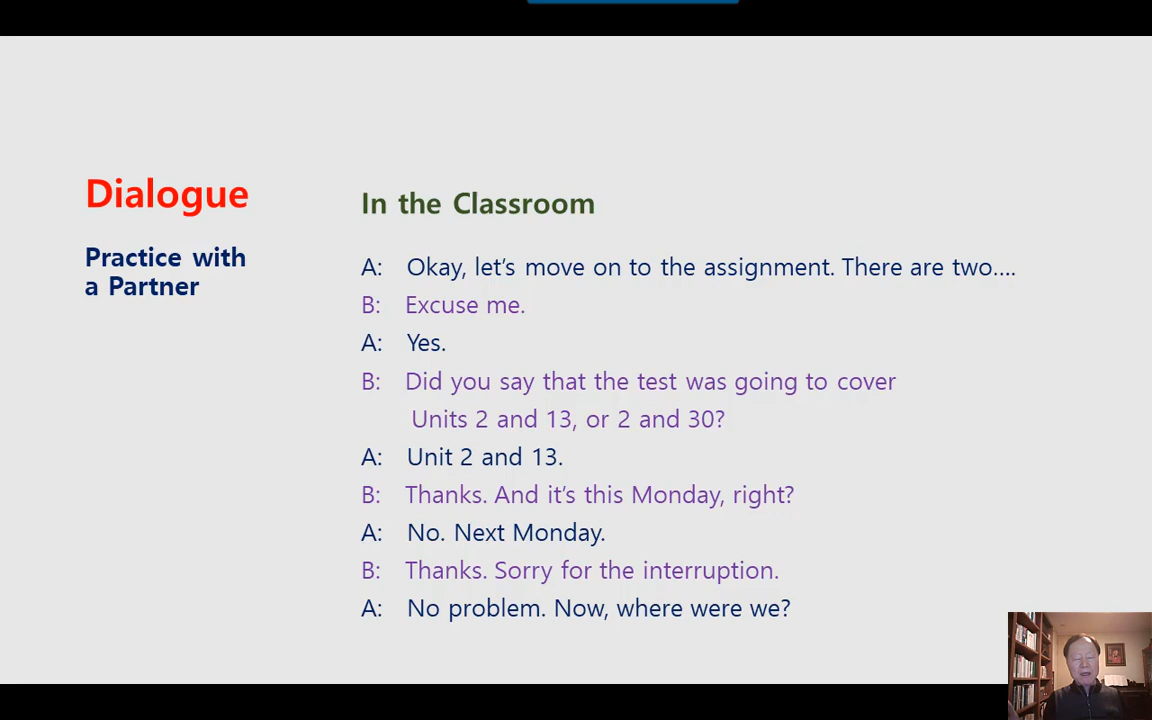 Dialogue
Practice with
a Partner
In the Classroom
A: Okay, let's move on to the assignment. There are two....
B: Excuse me.
A: Yes.
B: Did you say that the test was going to cover
Units 2 and 13, or 2 and 30?
A: Unit 2 and 13.
B: Thanks. And it's this Monday, right?
A: No. Next Monday.
B: Thanks. Sorry for the interruption.
A: No problem. Now, where were we?